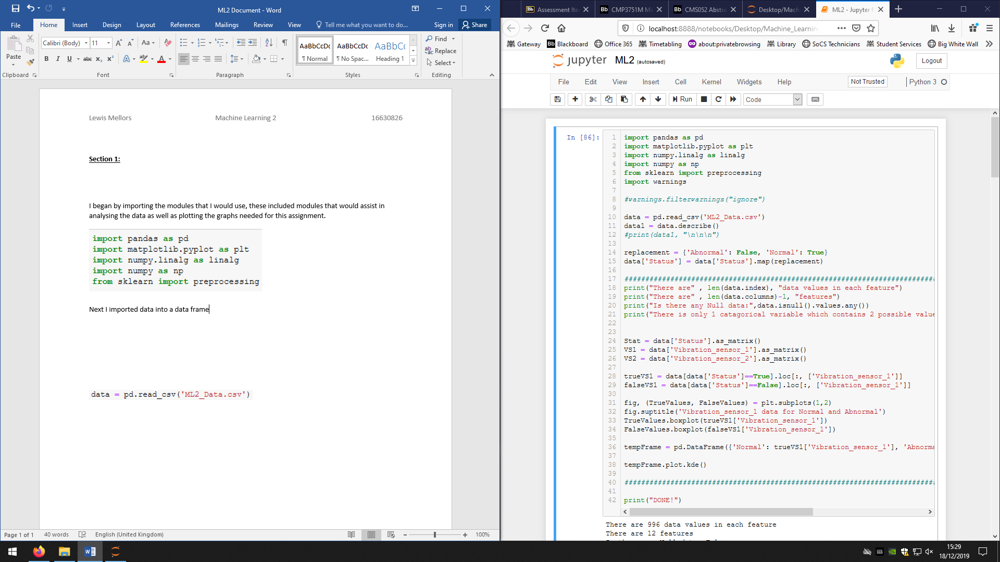 ML2 Document - Word
File Home Insert Design Layout References Mailings Review View Tell me what you want to do... Sign in Share
Paste
Calibri (Body) 11
Aa
B I U abc x₂ x² A A
AaBbCcDc AaBbCcDc AaBbCc
¶ Normal ¶ No Spac... Heading 1
Find
Replace
Select
Clipboard Font Paragraph Styles Editing
Lewis Mellors Machine Learning 2 16630826
Section 1:
I began by importing the modules that I would use, these included modules that would assist in
analysing the data as well as plotting the graphs needed for this assignment.
import pandas as pd
import matplotlib.pyplot as plt
import numpy.linalg as linalg
import numpy as np
from sklearn import preprocessing
Next I imported data into a data frame
data = pd.read_csv('ML2_Data.csv')
Page 1 of 1 40 words English (United Kingdom) 100%
Assessment Ite CMP3751M Ma CMS052 Abstra Desktop/Mach ML2 - Jupyter N
localhost:8888/notebooks/Desktop/Machine_Learnin
Gateway Blackboard Office 365 Timetabling about:privatebrowsing Library SoCS Technicians Student Services Big White Wall
jupyter ML2 (autosaved) Logout
File Edit View Insert Cell Kernel Widgets Help Not Trusted Python 3
Run Code
In [86]:
1 import pandas as pd
2 import matplotlib.pyplot as plt
3 import numpy.linalg as linalg
4 import numpy as np
5 from sklearn import preprocessing
6 import warnings
7
8 #warnings.filterwarnings("ignore")
9
10 data = pd.read_csv('ML2_Data.csv')
11 data1 = data.describe()
12 #print(data1, "\n\n\n")
13
14 replacement = {'Abnormal': False, 'Normal': True}
15 data['Status'] = data['Status'].map(replacement)
16
17 ###########################################################################
18 print("There are" , len(data.index), "data values in each feature")
19 print("There are" , len(data.columns)-1, "features")
20 print("Is there any Null data:",data.isnull().values.any())
21 print("There is only 1 catagorical variable which contains 2 possible value
22
23
24 Stat = data['Status'].as_matrix()
25 VS1 = data['Vibration_sensor_1'].as_matrix()
26 VS2 = data['Vibration_sensor_2'].as_matrix()
27
28 trueVS1 = data[data['Status']==True].loc[:, ['Vibration_sensor_1']]
29 falseVS1 = data[data['Status']==False].loc[:, ['Vibration_sensor_1']]
30
31 fig, (TrueValues, FalseValues) = plt.subplots(1,2)
32 fig.suptitle('Vibration_sensor_1 data for Normal and Abnormal')
33 TrueValues.boxplot(trueVS1['Vibration_sensor_1'])
34 FalseValues.boxplot(falseVS1['Vibration_sensor_1'])
35
36 tempFrame = pd.DataFrame({'Normal': trueVS1['Vibration_sensor_1'], 'Abnorma
37
38 tempFrame.plot.kde()
39
40 ###########################################################################
41
42 print("DONE!")
There are 996 data values in each feature
There are 12 features
15:29
18/12/2019